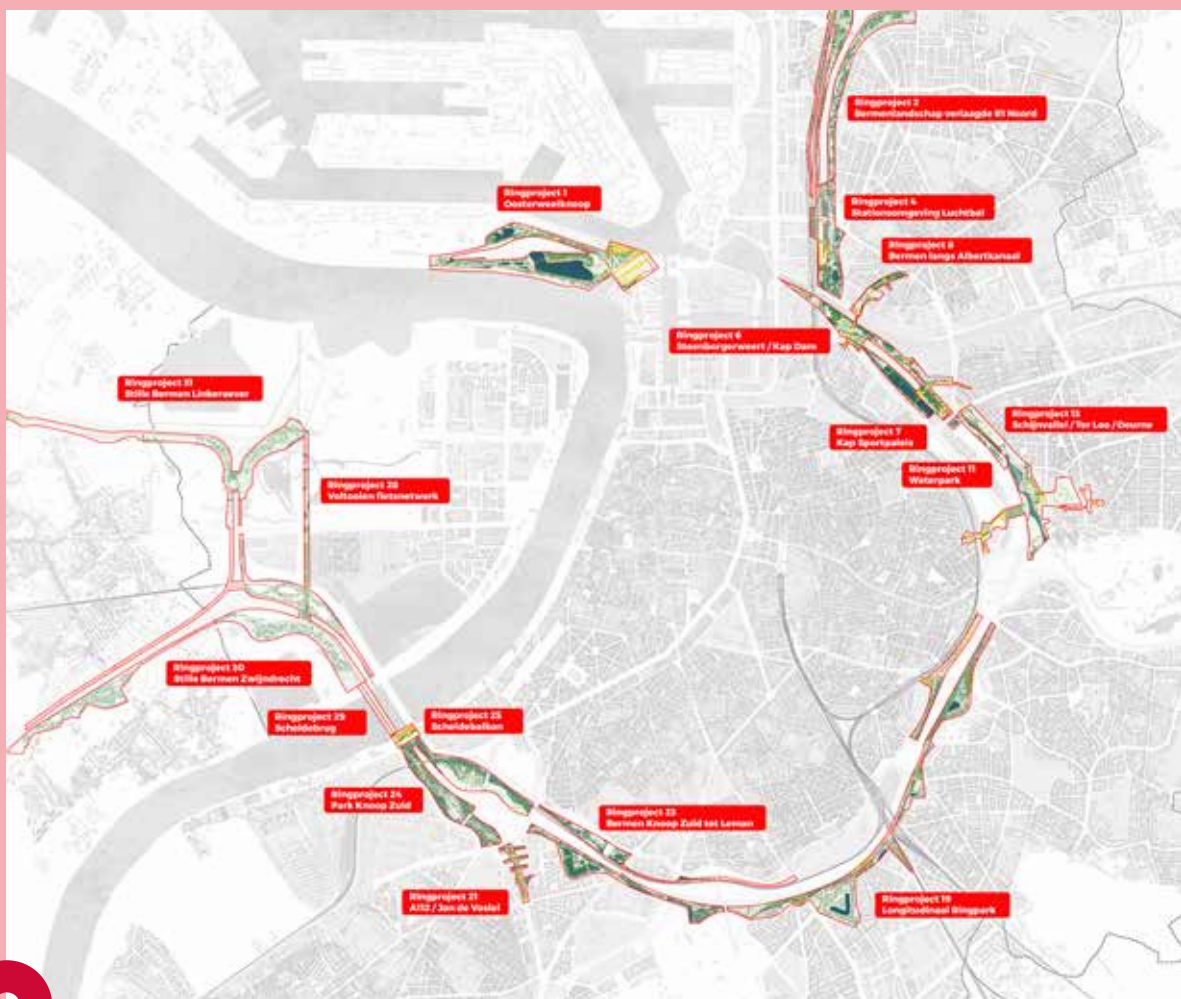 Ringproject 2
Bermenlandschap verlaagde R1 Noord
Ringproject 1
Oosterweelknoop
Ringproject 4
Stationsomgeving Luchtbal
Ringproject 8
Bermen langs Albertkanaal
Ringproject 6
Steenborgerweert / Kap Dam
Ringproject 31
Stille Bermen Linkeroever
Ringproject 13
Schijnvallei / Ter Loo / Deurne
Ringproject 7
Kap Sportpaleis
Ringproject 11
Waterpark
Ringproject 28
Voltooien fietsnetwerk
Ringproject 30
Stille Bermen Zwijndrecht
Ringproject 29
Scheldebrug
Ringproject 25
Scheldebalkon
Ringproject 24
Park Knoop Zuid
Ringproject 23
Bermen Knoop Zuid tot Leman
Ringproject 21
A112 / Jan de Voslei
Ringproject 19
Longitudinaal Ringpark